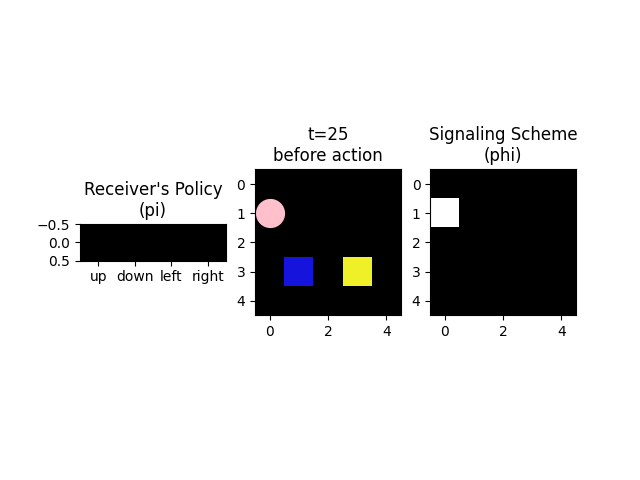 Receiver's Policy
(pi)
−0.5
0.0
0.5
up down left right
t=25
before action
0
1
2
3
4
0 2 4
Signaling Scheme
(phi)
0
1
2
3
4
0 2 4